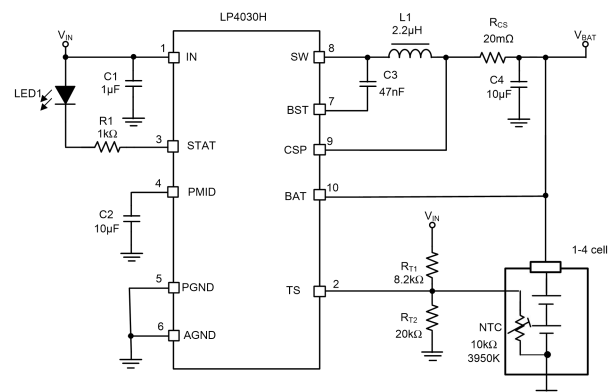 LP4030H
VIN
1
IN
C1
1μF
LED1
R1
1kΩ
3
STAT
4
PMID
C2
10μF
5
PGND
6
AGND
SW
8
L1
2.2μH
RCS
20mΩ
VBAT
C3
47nF
C4
10μF
BST
7
CSP
9
BAT
10
VIN
RT1
8.2kΩ
TS
2
RT2
20kΩ
1-4 cell
NTC
10kΩ
3950K